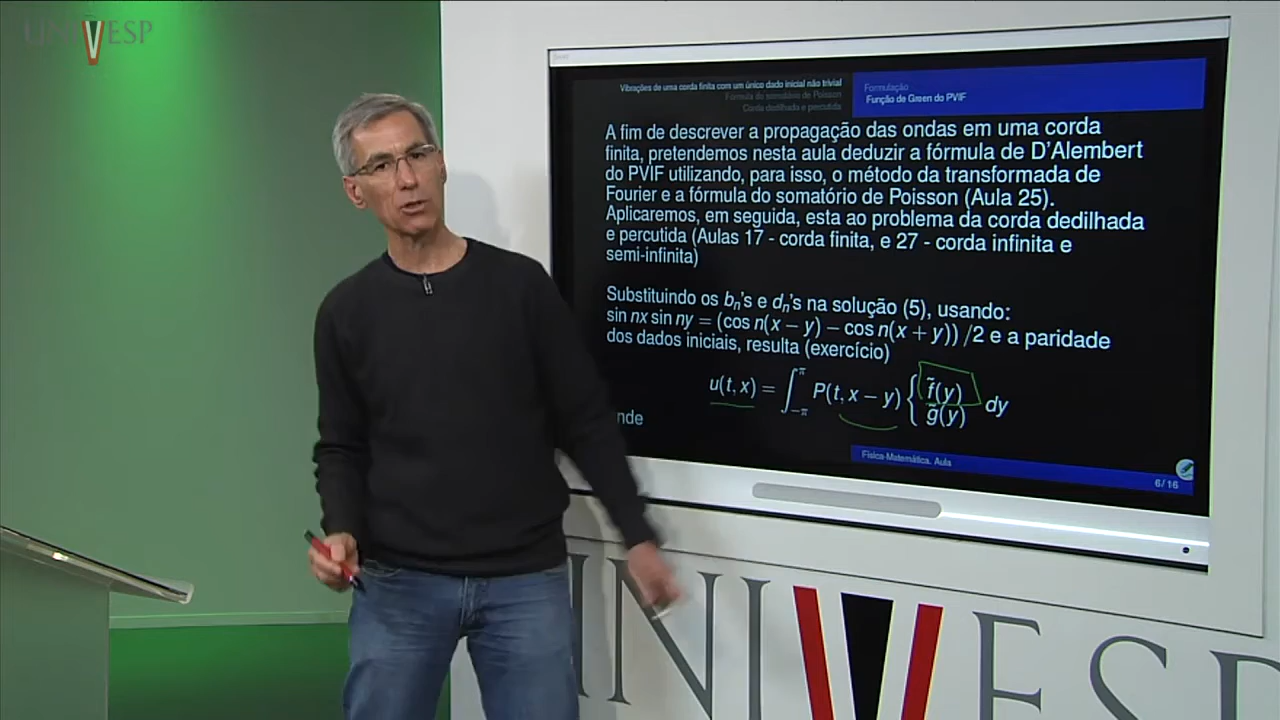 UNIVESP
Vibrações de uma corda finita com um único dado inicial não trivial
Fórmula do somatório de Poisson
Corda dedilhada e percutida
Formulação
Função de Green do PVIF
A fim de descrever a propagação das ondas em uma corda
finita, pretendemos nesta aula deduzir a fórmula de D'Alembert
do PVIF utilizando, para isso, o método da transformada de
Fourier e a fórmula do somatório de Poisson (Aula 25).
Aplicaremos, em seguida, esta ao problema da corda dedilhada
e percutida (Aulas 17 - corda finita, e 27 - corda infinita e
semi-infinita)
Substituindo os bₙ's e dₙ's na solução (5), usando:
sin nx sin ny = (cos n(x − y) − cos n(x + y)) /2 e a paridade
dos dados iniciais, resulta (exercício)
u(t, x) = ∫_{−π}^{π} P(t, x − y) { f̃(y) g̃(y) dy
nde
Física-Matemática. Aula
6/16
UNIVESP